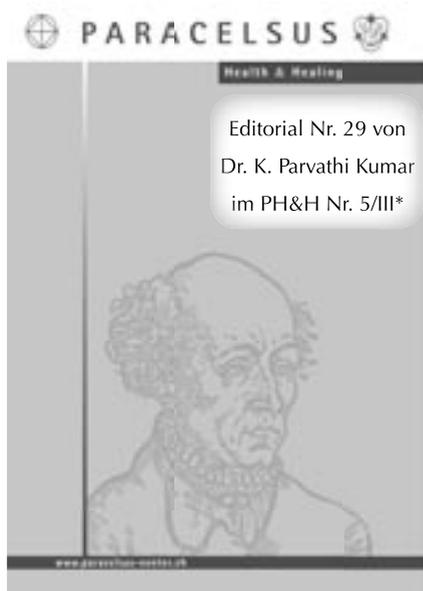 PARACELSUS
Health & Healing
Editorial Nr. 29 von
Dr. K. Parvathi Kumar
im PH&H Nr. 5/III*
www.paracelsus-center.ch